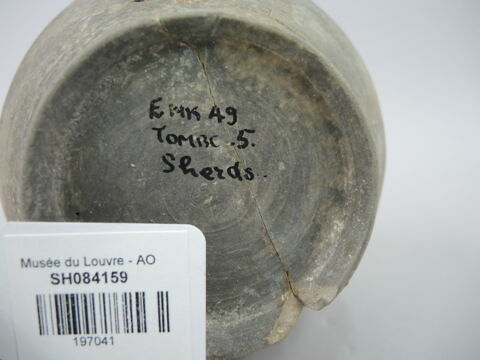 EMK 49
TOMBE.5.
Sherds.
Musée du Louvre - AO
SH084159
197041